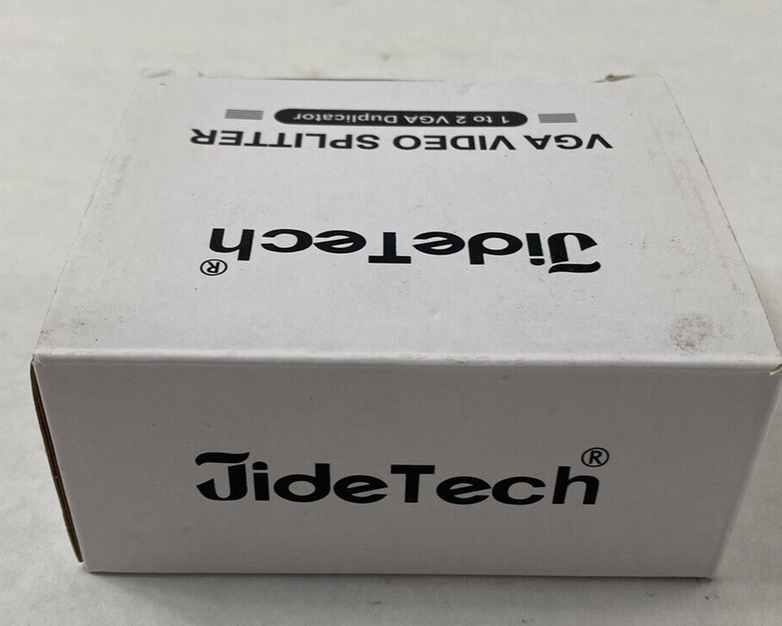 JideTech®
VGA VIDEO SPLITTER
1 to 2 VGA Duplicator
JideTech®